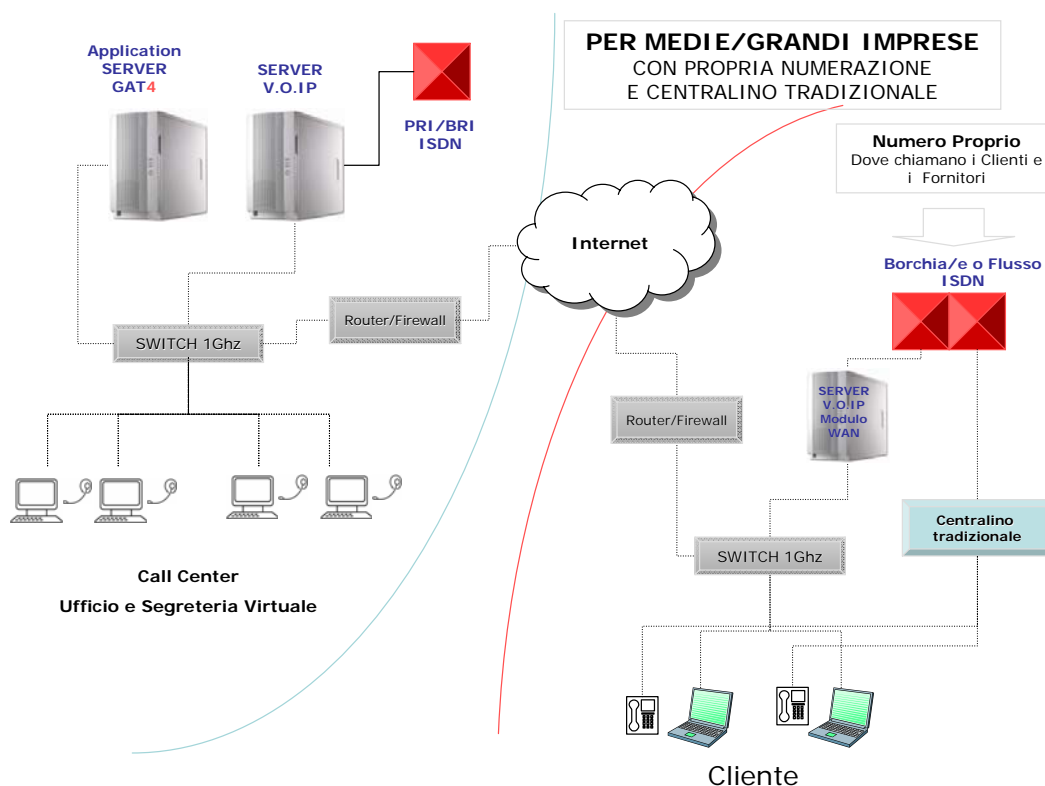 Application
SERVER
GAT4
SERVER
V.O.IP
PRI/BRI
ISDN
PER MEDIE/GRANDI IMPRESE
CON PROPRIA NUMERAZIONE
E CENTRALINO TRADIZIONALE
Numero Proprio
Dove chiamano i Clienti e
i Fornitori
Internet
Borchia/e o Flusso
ISDN
Router/Firewall
SWITCH 1Ghz
SERVER
V.O.IP
Modulo
WAN
Router/Firewall
Centralino
tradizionale
SWITCH 1Ghz
Call Center
Ufficio e Segreteria Virtuale
Cliente